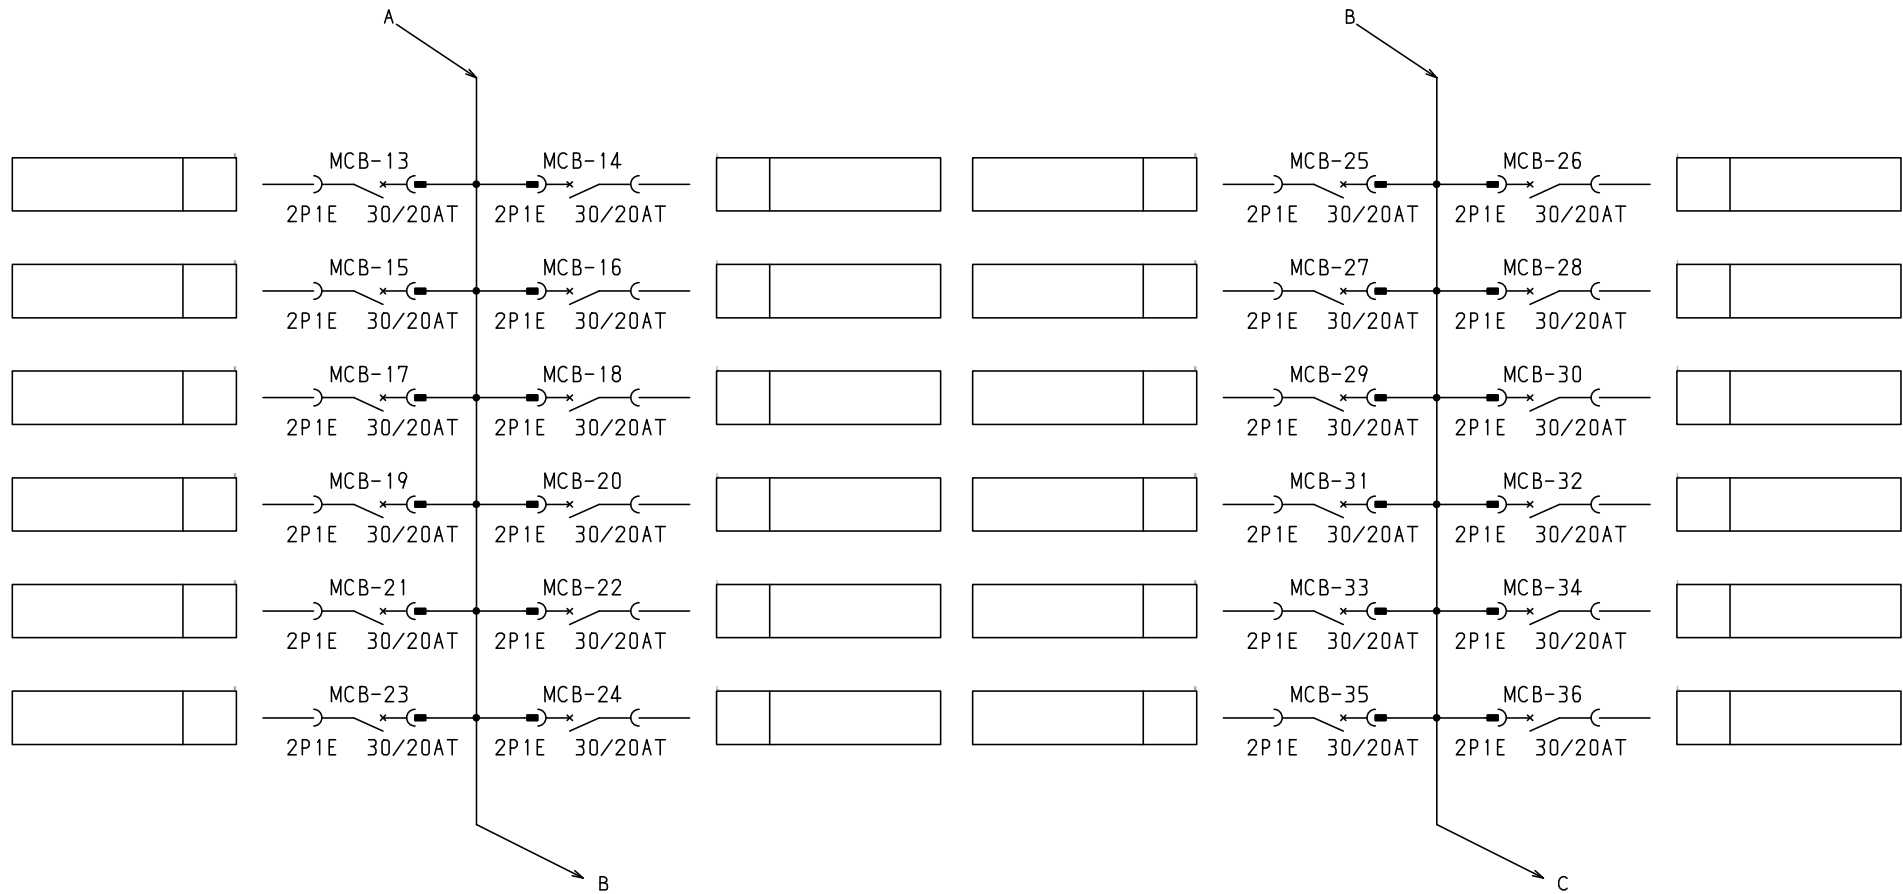 A B
MCB-13 MCB-14 MCB-25 MCB-26
2P1E 30/20AT 2P1E 30/20AT 2P1E 30/20AT 2P1E 30/20AT
MCB-15 MCB-16 MCB-27 MCB-28
2P1E 30/20AT 2P1E 30/20AT 2P1E 30/20AT 2P1E 30/20AT
MCB-17 MCB-18 MCB-29 MCB-30
2P1E 30/20AT 2P1E 30/20AT 2P1E 30/20AT 2P1E 30/20AT
MCB-19 MCB-20 MCB-31 MCB-32
2P1E 30/20AT 2P1E 30/20AT 2P1E 30/20AT 2P1E 30/20AT
MCB-21 MCB-22 MCB-33 MCB-34
2P1E 30/20AT 2P1E 30/20AT 2P1E 30/20AT 2P1E 30/20AT
MCB-23 MCB-24 MCB-35 MCB-36
2P1E 30/20AT 2P1E 30/20AT 2P1E 30/20AT 2P1E 30/20AT
B C